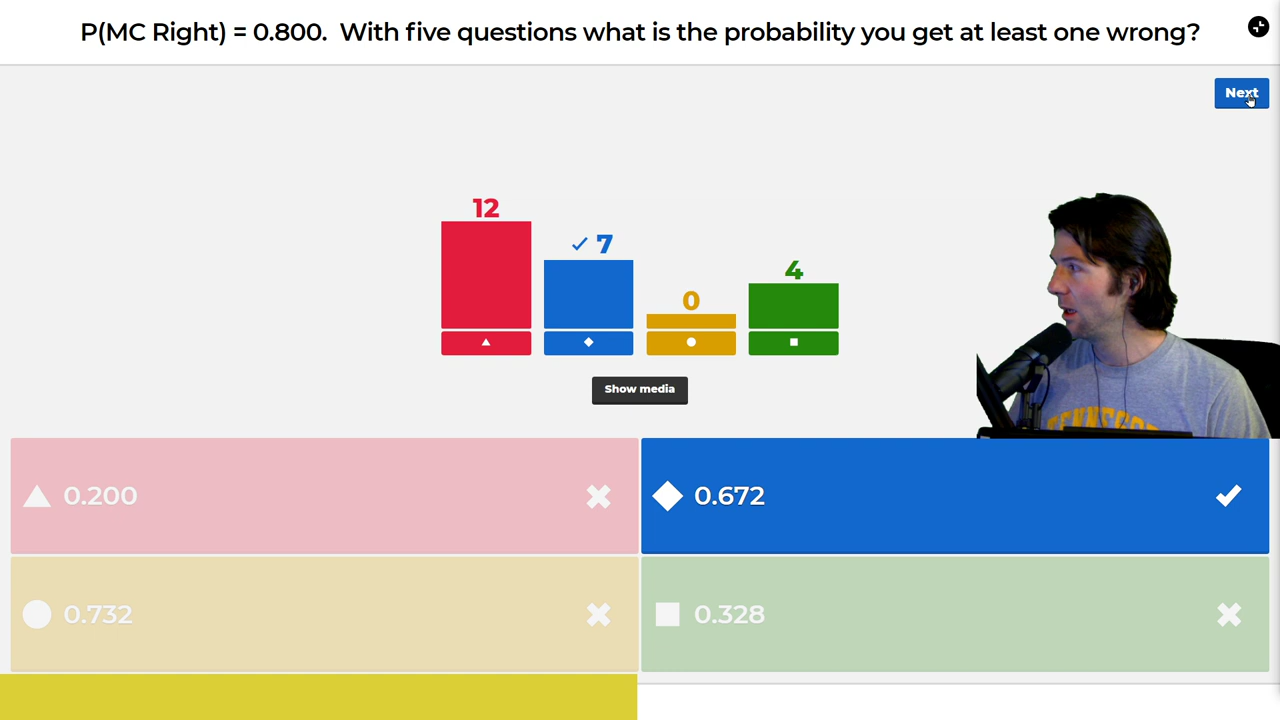 P(MC Right) = 0.800. With five questions what is the probability you get at least one wrong?
Next
12
7
0
4
Show media
0.200
0.672
0.732
0.328